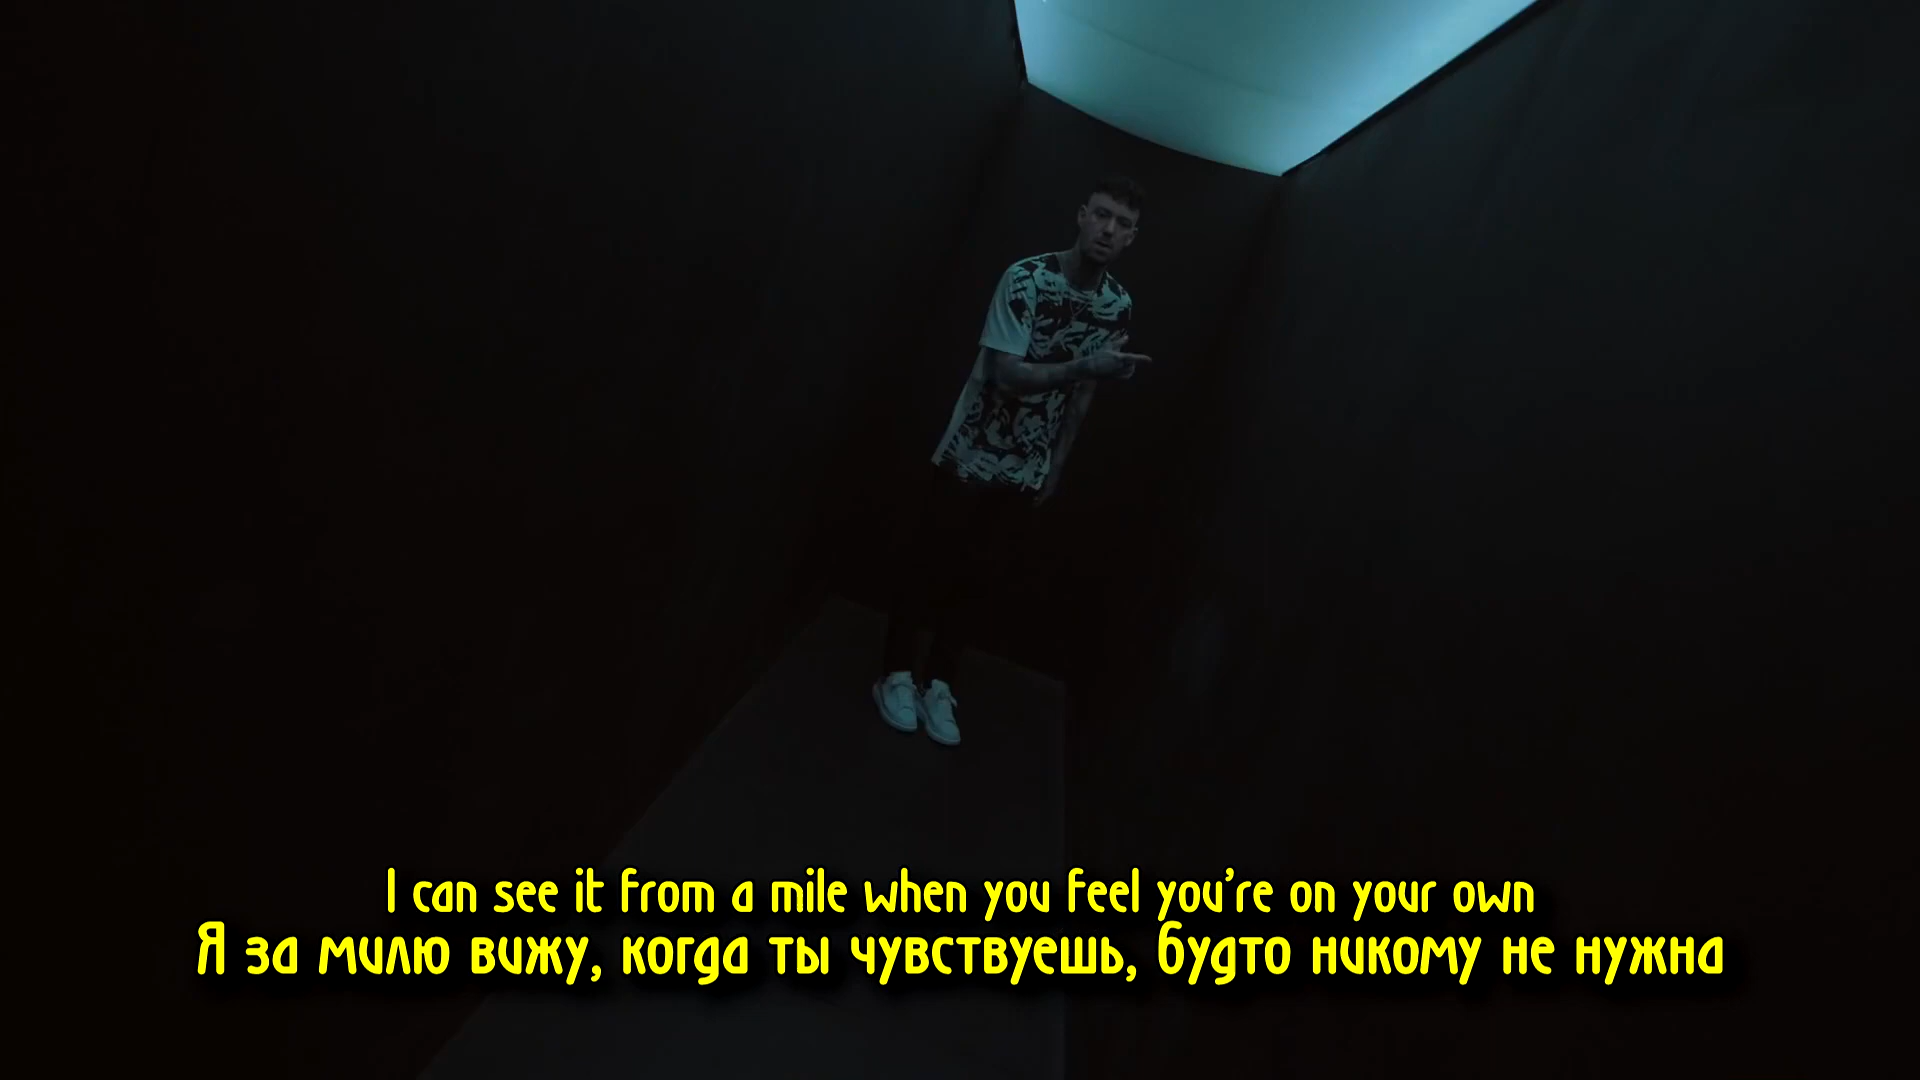 I can see it from a mile when you feel you're on your own
Я за милю вижу, когда ты чувствуешь, будто никому не нужна